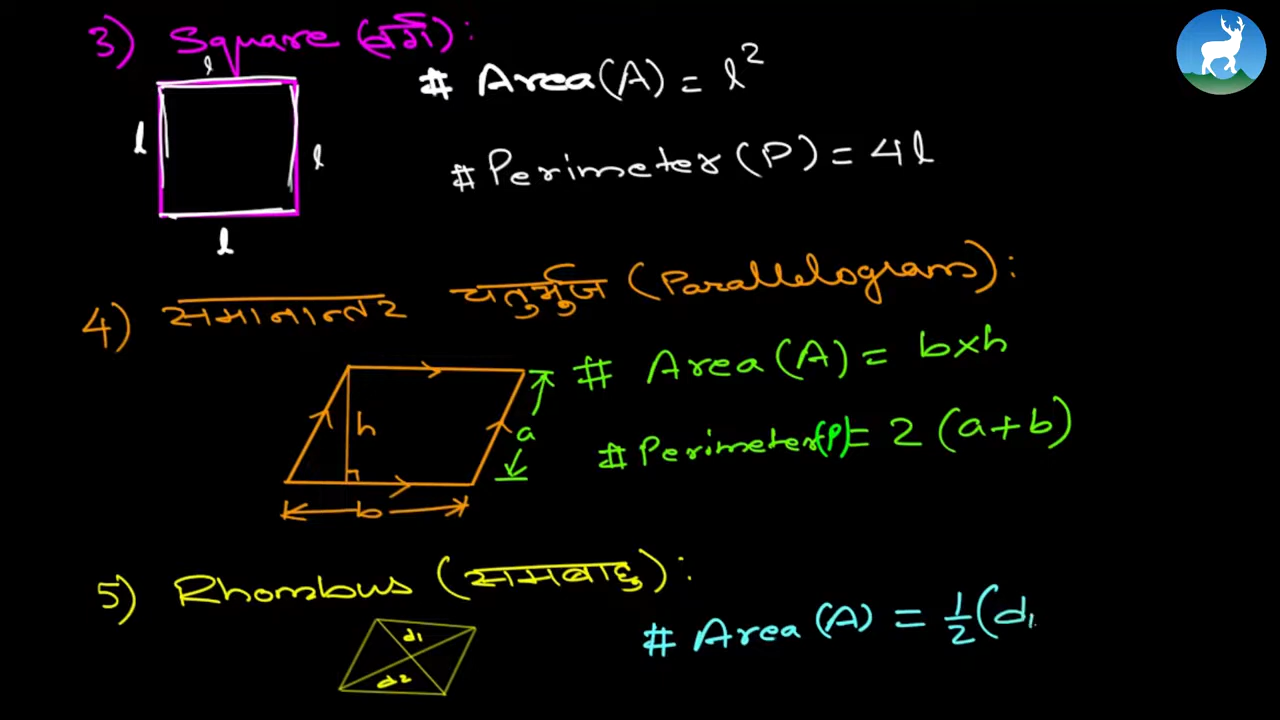 3) Square (वर्ग):
l
l
l
l
# Area(A) = l²
# Perimeter (P) = 4l
4) समानान्तर चतुर्भुज (Parallelogram):
h
a
b
# Area (A) = b×h
# Perimeter(P) = 2 (a+b)
5) Rhombus (समबाहु):
d1
d2
# Area (A) = 1/2 (d1